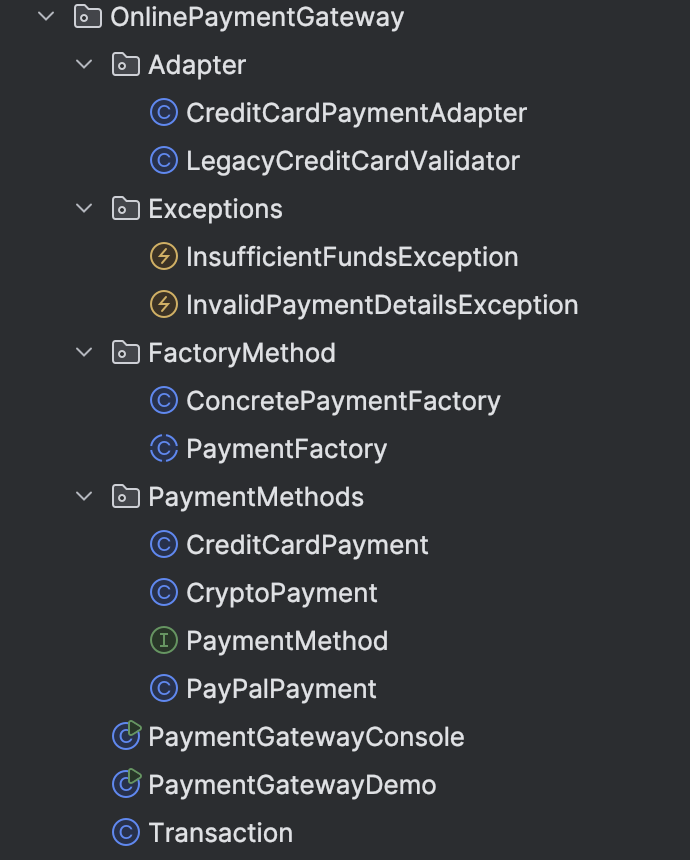 OnlinePaymentGateway
Adapter
CreditCardPaymentAdapter
LegacyCreditCardValidator
Exceptions
InsufficientFundsException
InvalidPaymentDetailsException
FactoryMethod
ConcretePaymentFactory
PaymentFactory
PaymentMethods
CreditCardPayment
CryptoPayment
PaymentMethod
PayPalPayment
PaymentGatewayConsole
PaymentGatewayDemo
Transaction